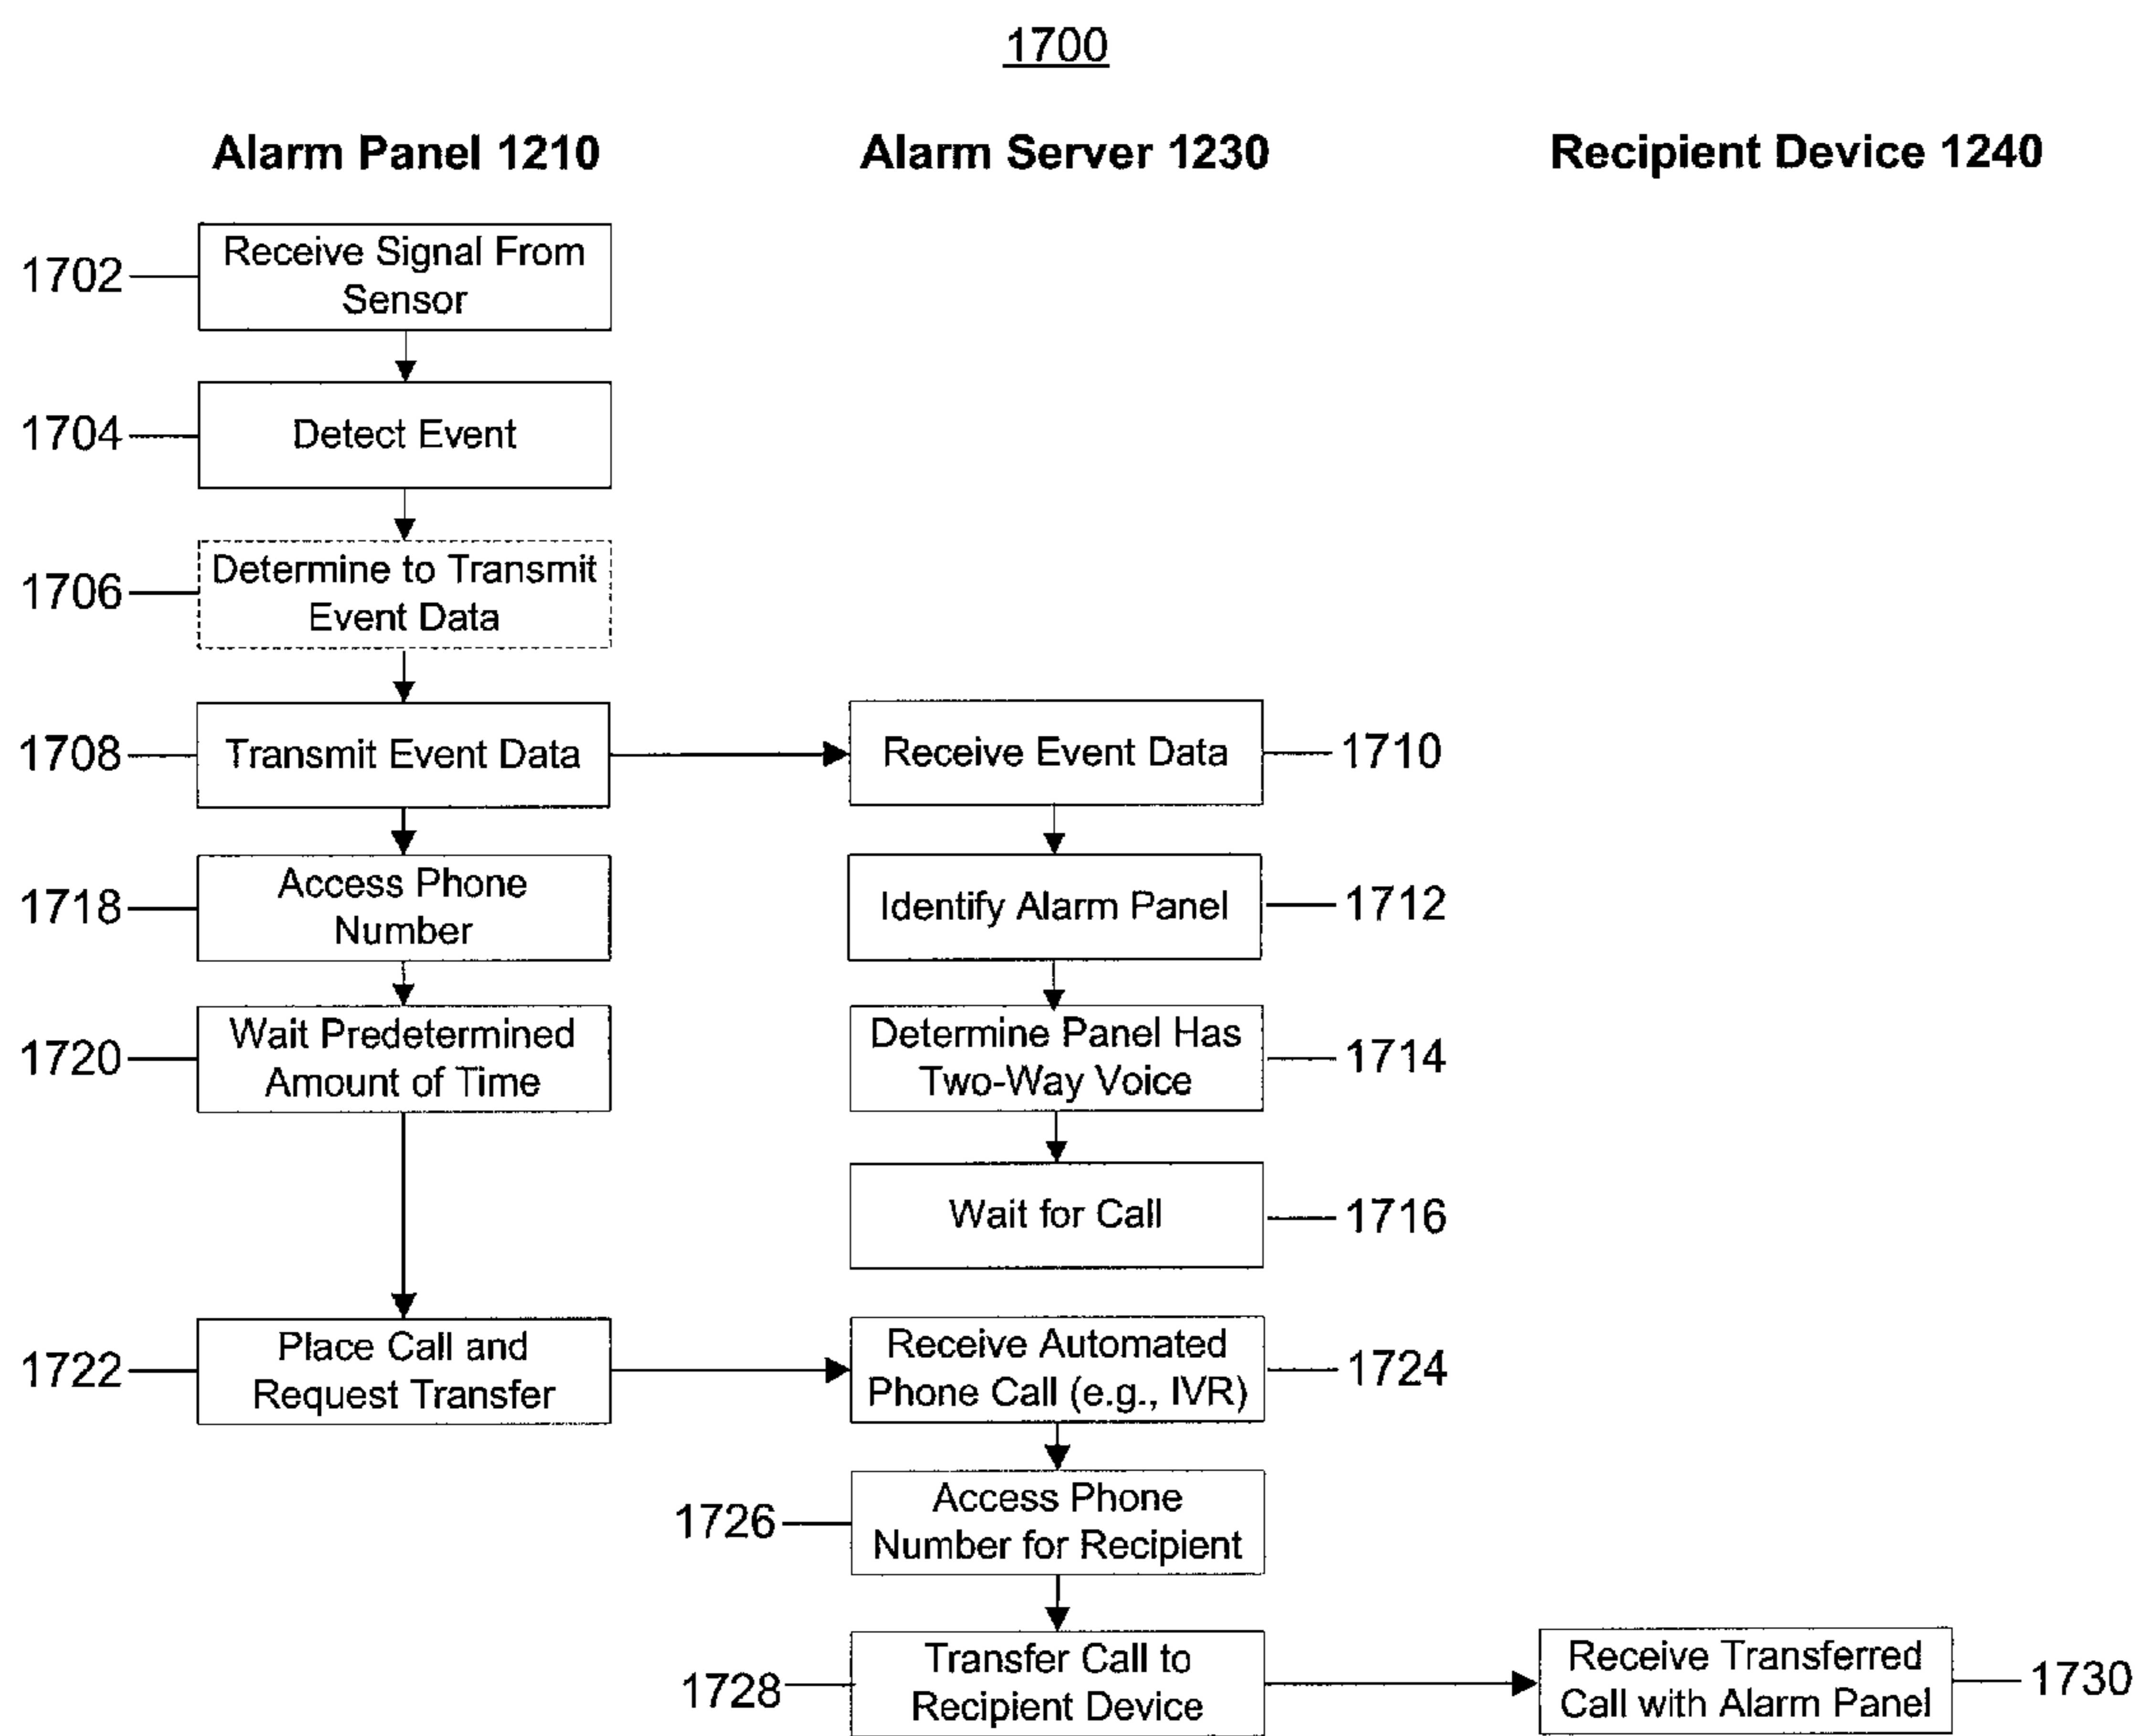 1700
Alarm Panel 1210
Alarm Server 1230
Recipient Device 1240
1702
Receive Signal From
Sensor
1704
Detect Event
1706
Determine to Transmit
Event Data
1708
Transmit Event Data
Receive Event Data
1710
1718
Access Phone
Number
Identify Alarm Panel
1712
1720
Wait Predetermined
Amount of Time
Determine Panel Has
Two-Way Voice
1714
Wait for Call
1716
1722
Place Call and
Request Transfer
Receive Automated
Phone Call (e.g., IVR)
1724
1726
Access Phone
Number for Recipient
1728
Transfer Call to
Recipient Device
Receive Transferred
Call with Alarm Panel
1730